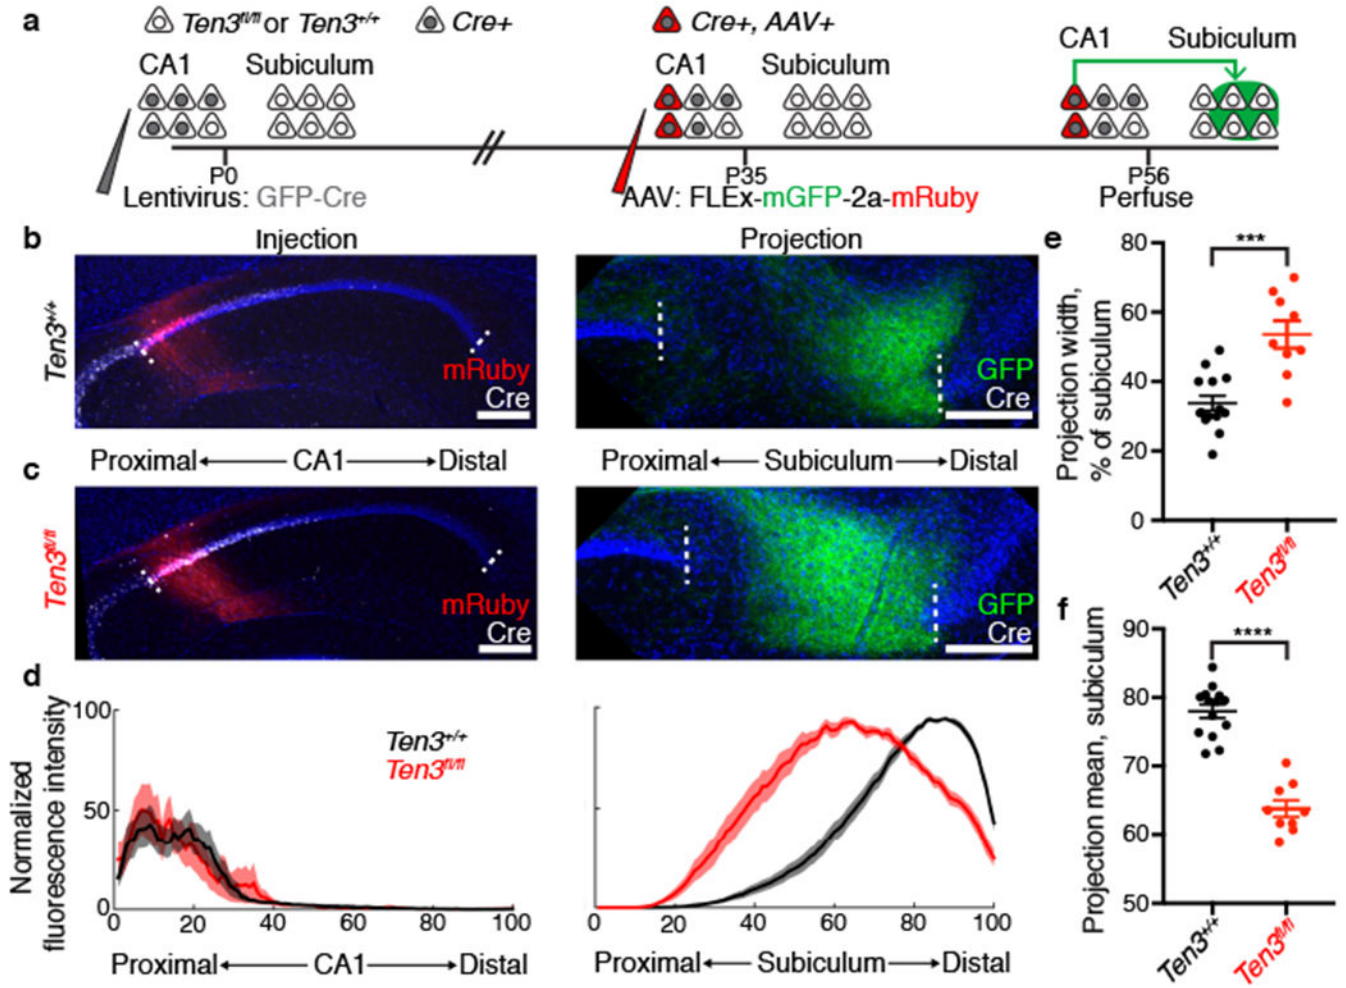 a
Ten3fl/fl or Ten3+/+ Cre+ Cre+, AAV+
CA1 Subiculum CA1 Subiculum CA1 Subiculum
P0 P35 P56
Lentivirus: GFP-Cre AAV: FLEx-mGFP-2a-mRuby Perfuse
b Injection Projection
Ten3+/+
mRuby
Cre
GFP
Cre
Proximal CA1 Distal Proximal Subiculum Distal
c
Ten3fl/fl
mRuby
Cre
GFP
Cre
d
Normalized
fluorescence intensity
100
50
0
Ten3+/+
Ten3fl/fl
0 20 40 60 80 100
Proximal CA1 Distal
0 20 40 60 80 100
Proximal Subiculum Distal
e
Projection width,
% of subiculum
80
60
40
20
0
***
Ten3+/+ Ten3fl/fl
f
Projection mean, subiculum
90
80
70
60
50
****
Ten3+/+ Ten3fl/fl